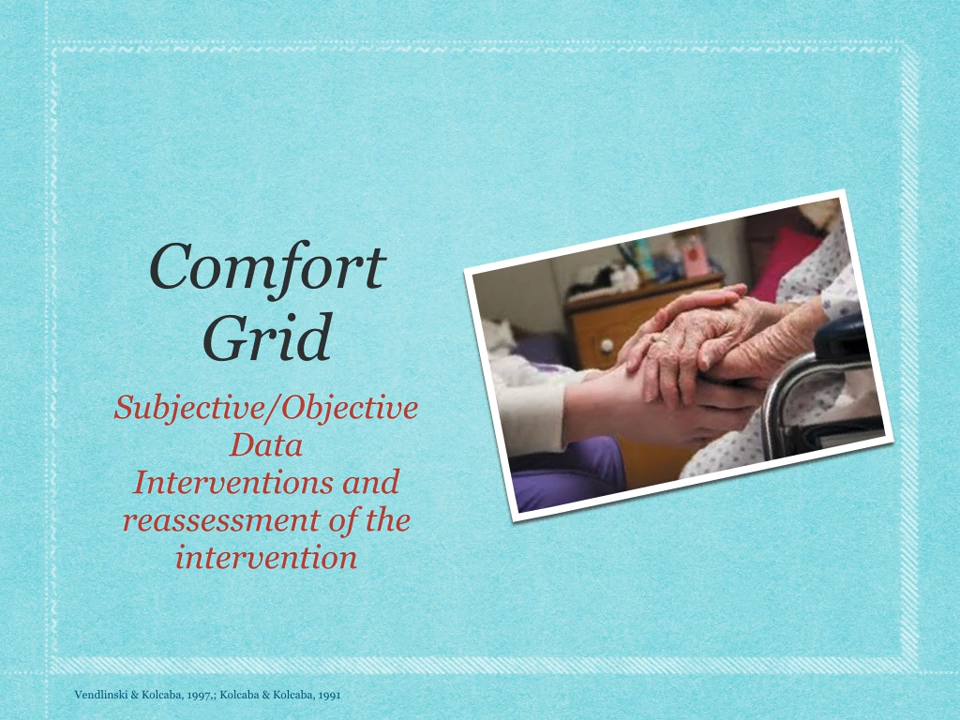 Comfort
Grid
Subjective/Objective
Data
Interventions and
reassessment of the
intervention
Vendlinski & Kolcaba, 1997,; Kolcaba & Kolcaba, 1991